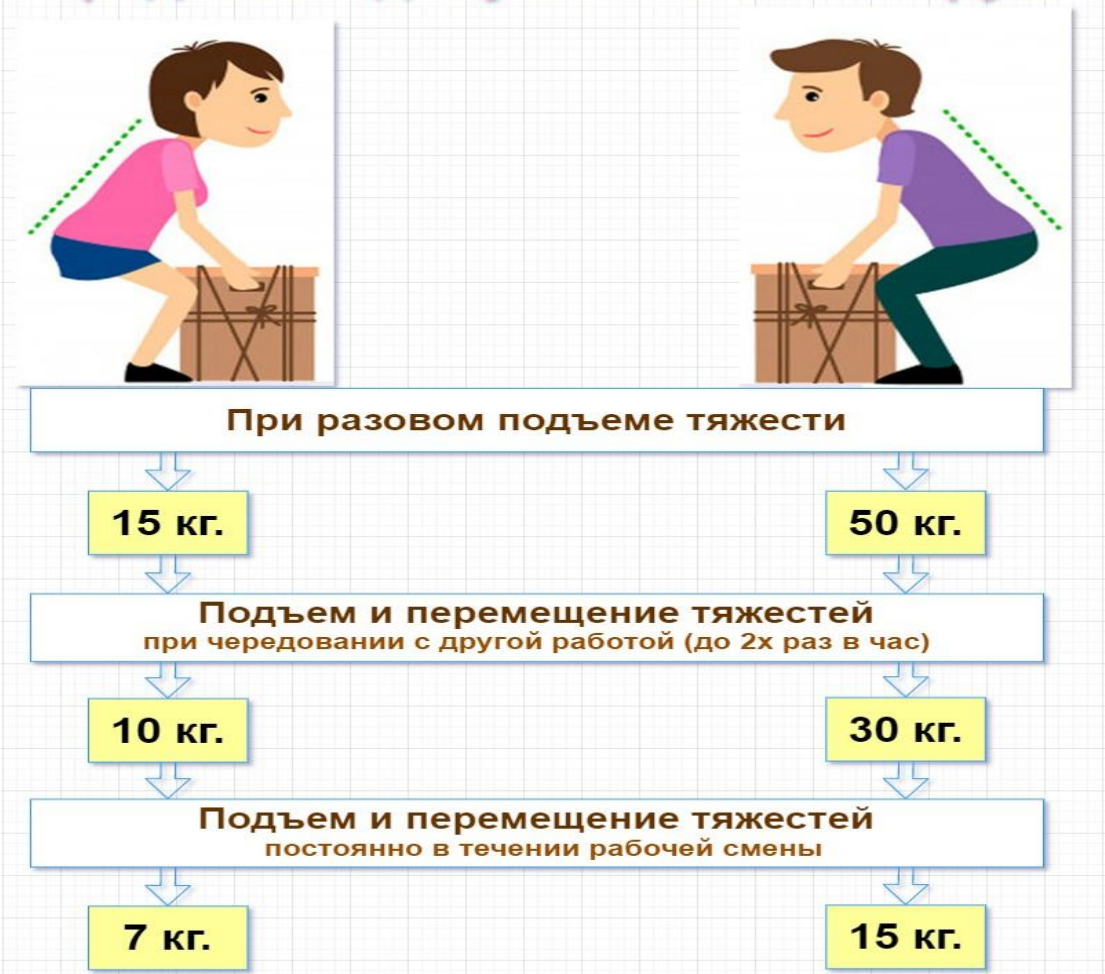 При разовом подъеме тяжести
15 кг.
50 кг.
Подъем и перемещение тяжестей
при чередовании с другой работой (до 2х раз в час)
10 кг.
30 кг.
Подъем и перемещение тяжестей
постоянно в течении рабочей смены
7 кг.
15 кг.